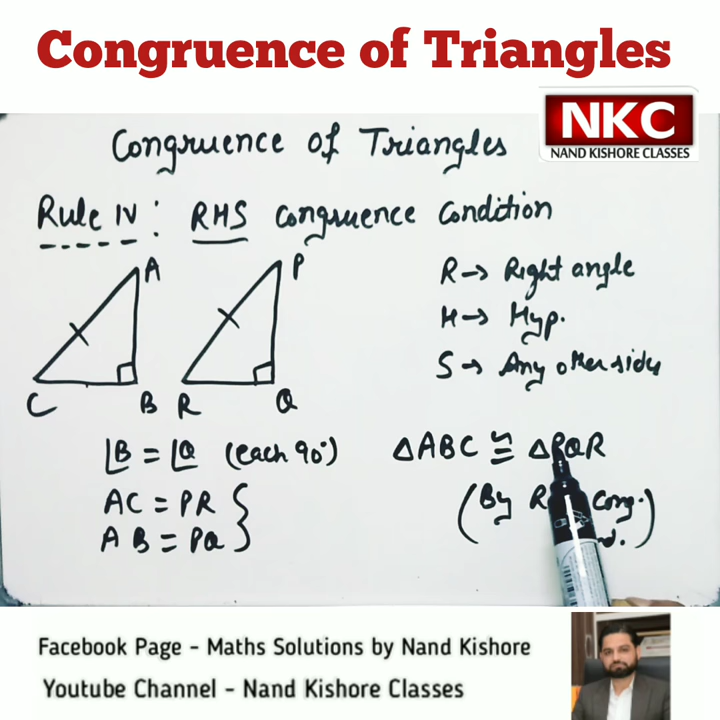 Congruence of Triangles
NKC
NAND KISHORE CLASSES
Congruence of Triangles
Rule IV: RHS Congruence Condition
A
C
B
P
R
Q
R → Right angle
H → Hyp.
S → Any other side
∠B = ∠Q (each 90°)
AC = PR
AB = PQ
△ABC ≅ △PQR
(By R Cong.
Facebook Page - Maths Solutions by Nand Kishore
Youtube Channel - Nand Kishore Classes